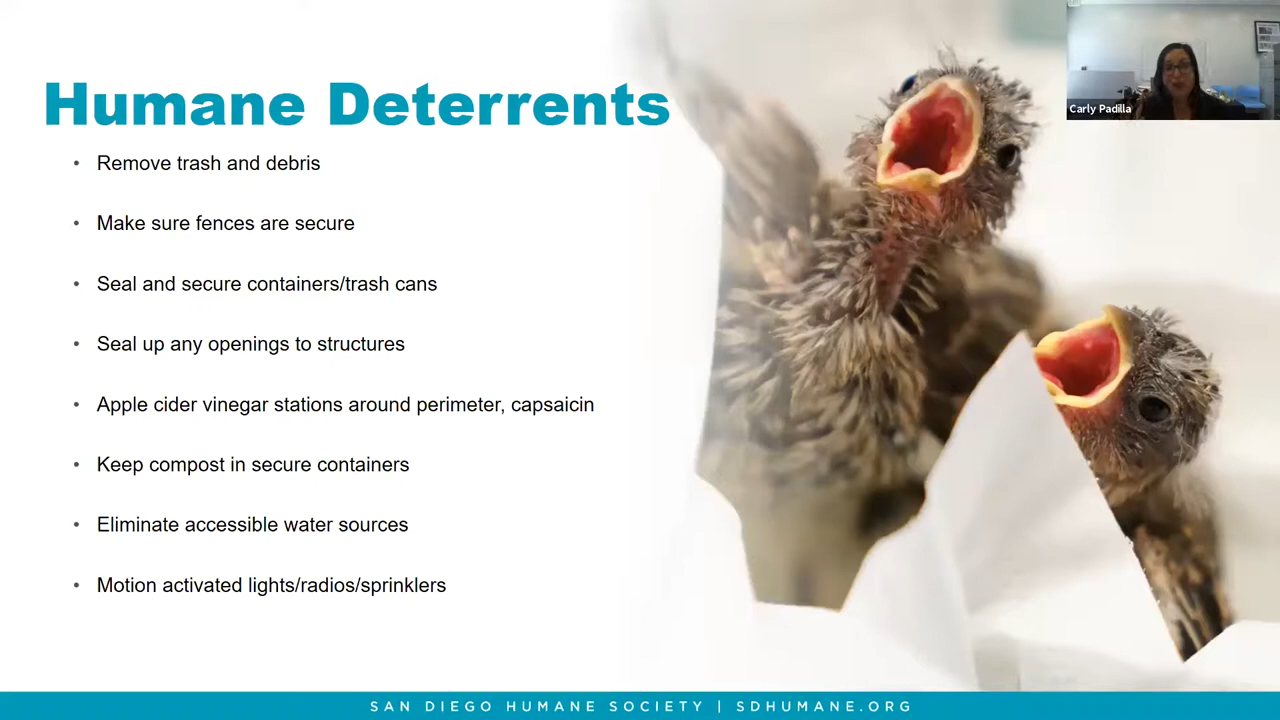 Humane Deterrents
• Remove trash and debris
• Make sure fences are secure
• Seal and secure containers/trash cans
• Seal up any openings to structures
• Apple cider vinegar stations around perimeter, capsaicin
• Keep compost in secure containers
• Eliminate accessible water sources
• Motion activated lights/radios/sprinklers
Carly Padilla
SAN DIEGO HUMANE SOCIETY | SDHUMANE.ORG